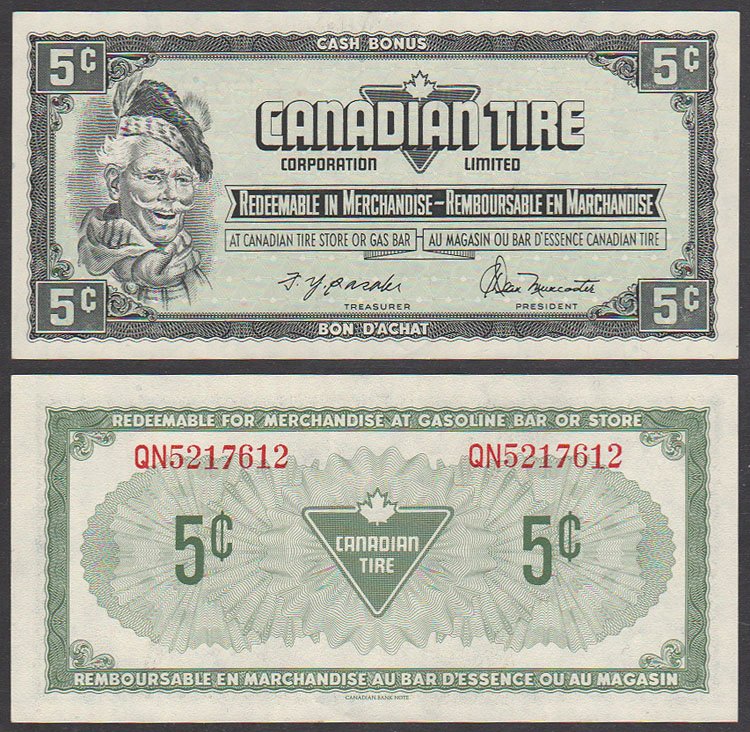 CASH BONUS
5¢ 5¢
CANADIAN TIRE
CORPORATION LIMITED
REDEEMABLE IN MERCHANDISE–REMBOURSABLE EN MARCHANDISE
AT CANADIAN TIRE STORE OR GAS BAR AU MAGASIN OU BAR D'ESSENCE CANADIAN TIRE
Dean Muncaster
TREASURER PRESIDENT
5¢ 5¢
BON D'ACHAT
REDEEMABLE FOR MERCHANDISE AT GASOLINE BAR OR STORE
QN5217612 QN5217612
5¢ 5¢
CANADIAN
TIRE
REMBOURSABLE EN MARCHANDISE AU BAR D'ESSENCE OU AU MAGASIN
CANADIAN BANK NOTE